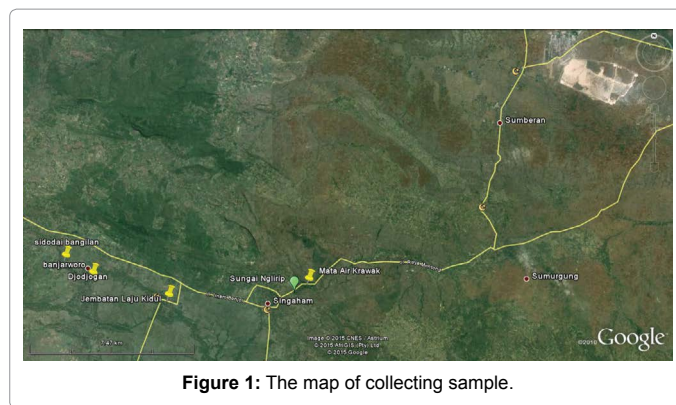 Sumberan
sidodai bangilan
banjarworo
Djodjogan
Jembatan Laju Kidul
Sungai Nglirip
Mata Air Krawak
Singaham
Sumurgung
Image © 2015 CNES / Astrium
© 2015 AfriGIS (Pty) Ltd.
© 2015 Google
©2010 Google
Figure 1: The map of collecting sample.